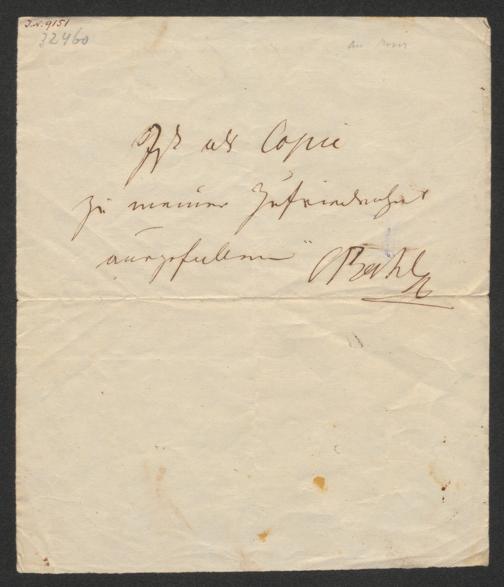 J.N. 9151
32460
Ist als Copie
zu meiner Zufriedenheit
ausgefallen"